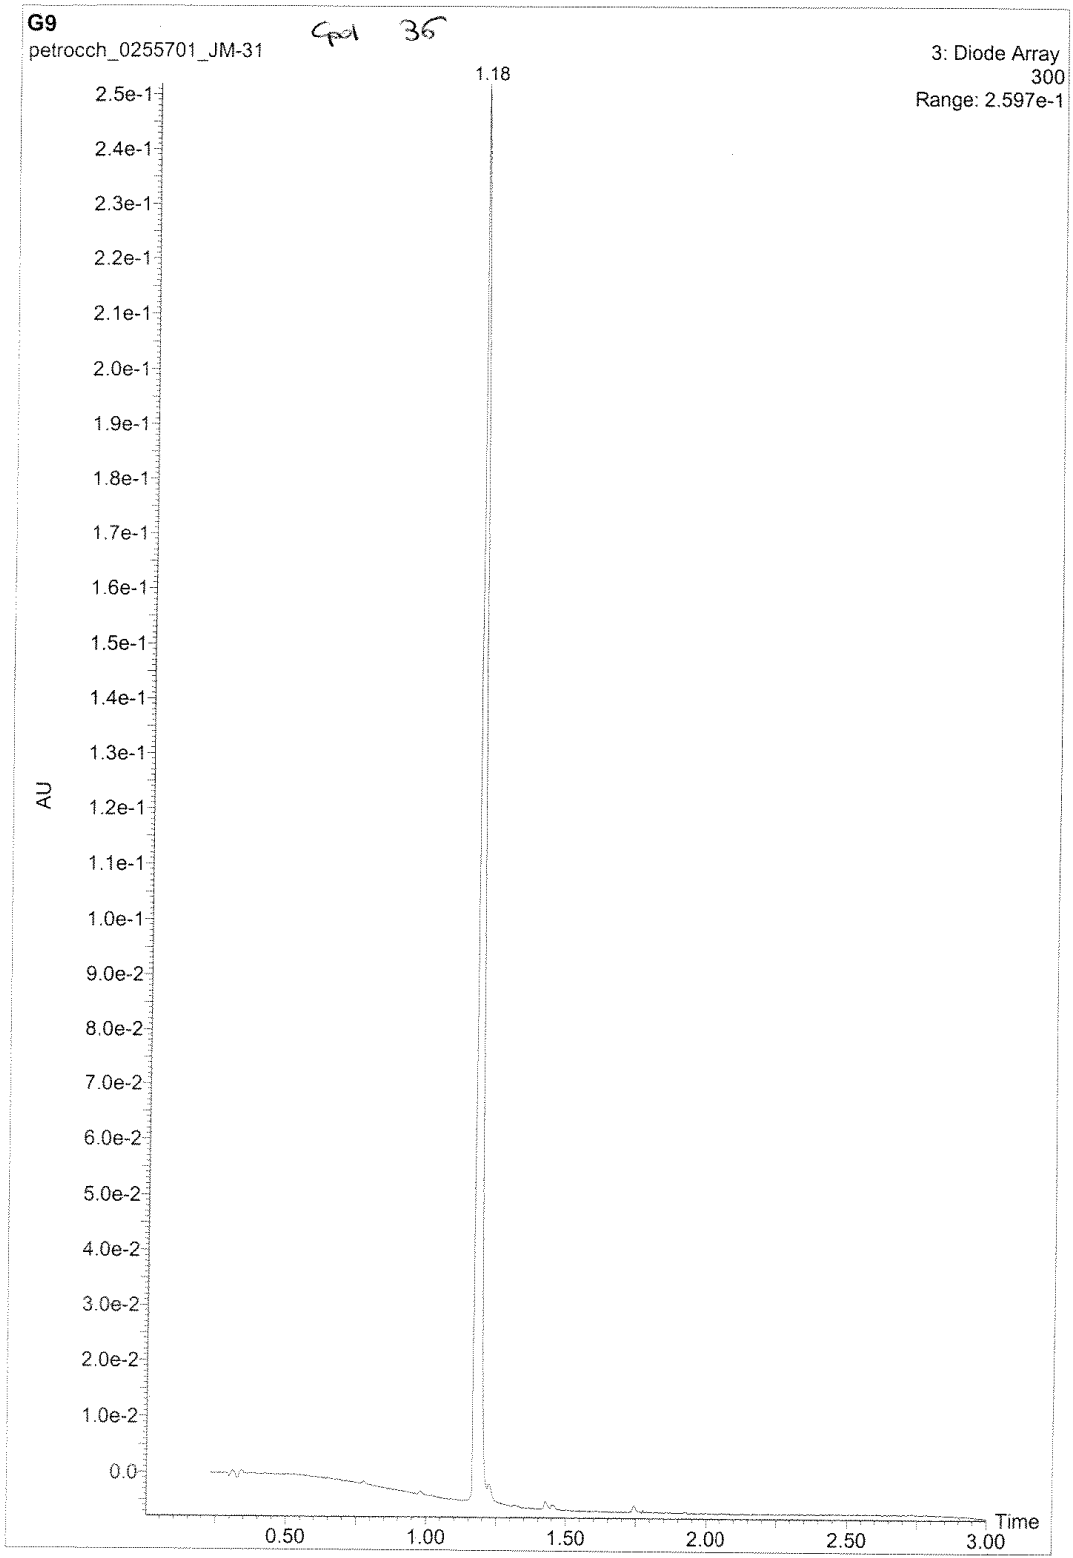 G9
Cpd 36
petrocch_0255701_JM-31
3: Diode Array
300
Range: 2.597e-1
1.18
2.5e-1
2.4e-1
2.3e-1
2.2e-1
2.1e-1
2.0e-1
1.9e-1
1.8e-1
1.7e-1
1.6e-1
1.5e-1
1.4e-1
1.3e-1
1.2e-1
1.1e-1
1.0e-1
9.0e-2
8.0e-2
7.0e-2
6.0e-2
5.0e-2
4.0e-2
3.0e-2
2.0e-2
1.0e-2
0.0
AU
0.50 1.00 1.50 2.00 2.50 3.00
Time